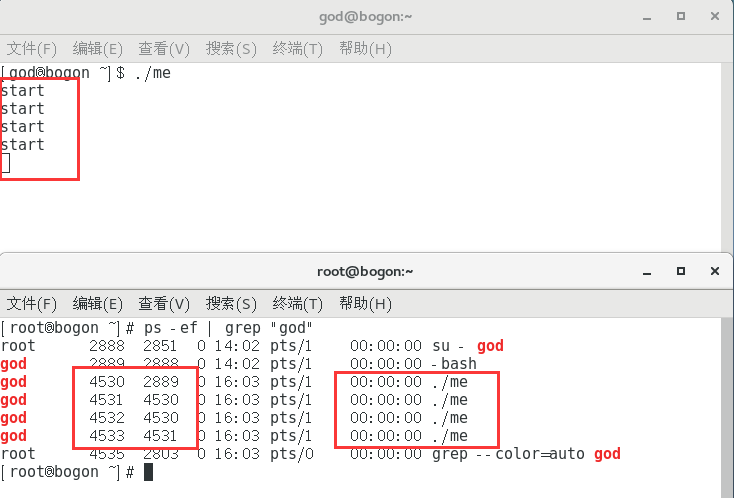 god@bogon:~
文件(F) 编辑(E) 查看(V) 搜索(S) 终端(T) 帮助(H)
[god@bogon ~]$ ./me
start
start
start
start
root@bogon:~
文件(F) 编辑(E) 查看(V) 搜索(S) 终端(T) 帮助(H)
[root@bogon ~]# ps -ef | grep "god"
root 2888 2851 0 14:02 pts/1 00:00:00 su - god
god 2889 2888 0 14:02 pts/1 00:00:00 -bash
god 4530 2889 0 16:03 pts/1 00:00:00 ./me
god 4531 4530 0 16:03 pts/1 00:00:00 ./me
god 4532 4530 0 16:03 pts/1 00:00:00 ./me
god 4533 4531 0 16:03 pts/1 00:00:00 ./me
root 4535 2803 0 16:03 pts/0 00:00:00 grep --color=auto god
[root@bogon ~]#